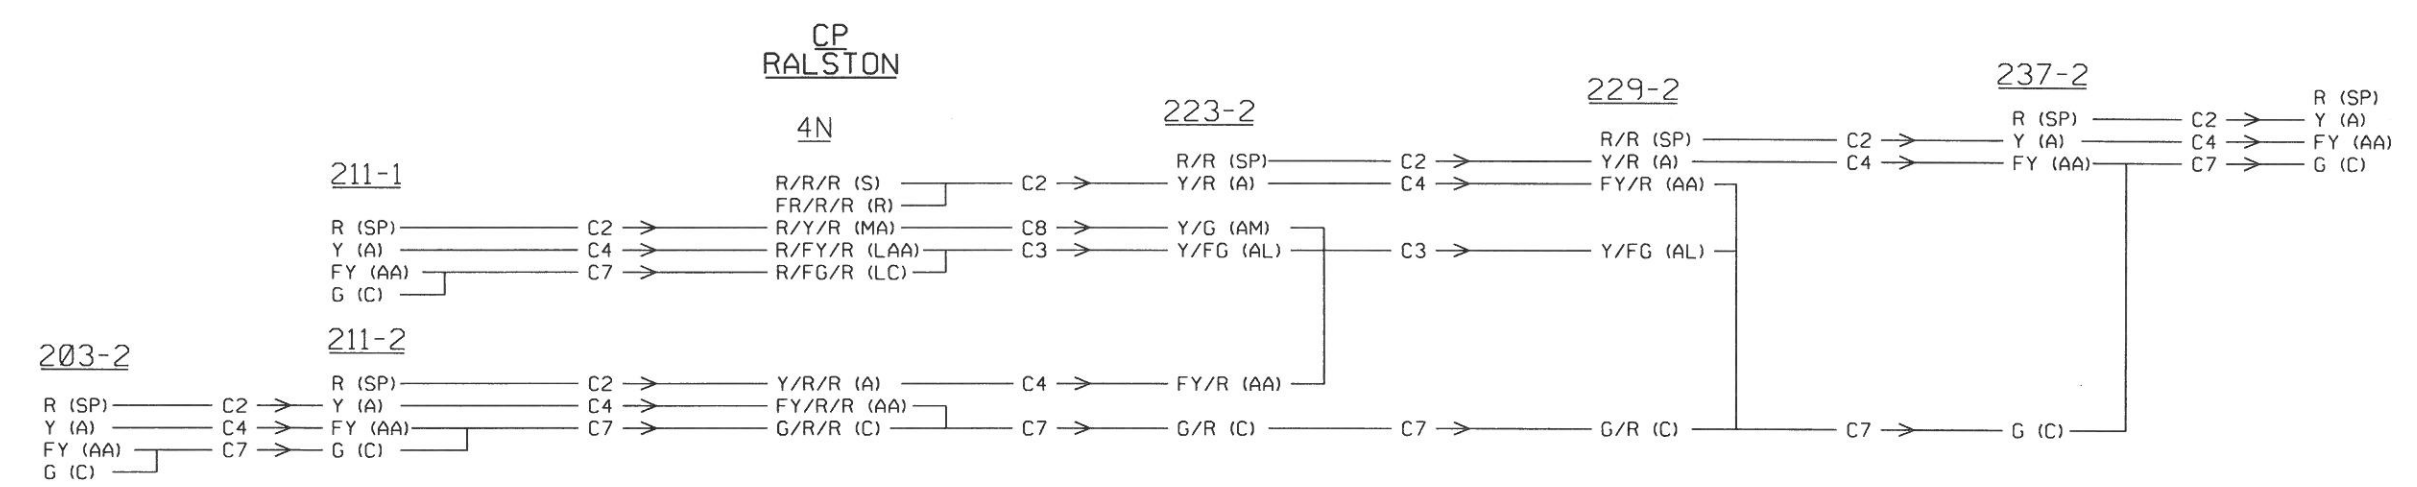 CP
RALSTON
237-2
229-2
R (SP)
223-2
R (SP) C2 Y (A)
4N
R/R (SP) C2 Y (A) C4 FY (AA)
R/R (SP) C2 Y/R (A) C4 FY (AA) C7 G (C)
211-1
R/R/R (S) C2 Y/R (A) C4 FY/R (AA)
FR/R/R (R)
R (SP) C2 R/Y/R (MA) C8 Y/G (AM)
Y (A) C4 R/FY/R (LAA) C3 Y/FG (AL) C3 Y/FG (AL)
FY (AA) C7 R/FG/R (LC)
G (C)
211-2
203-2
R (SP) C2 Y/R/R (A) C4 FY/R (AA)
R (SP) C2 Y (A) C4 FY/R/R (AA)
Y (A) C4 FY (AA) C7 G/R/R (C) C7 G/R (C) C7 G/R (C) C7 G (C)
FY (AA) C7 G (C)
G (C)